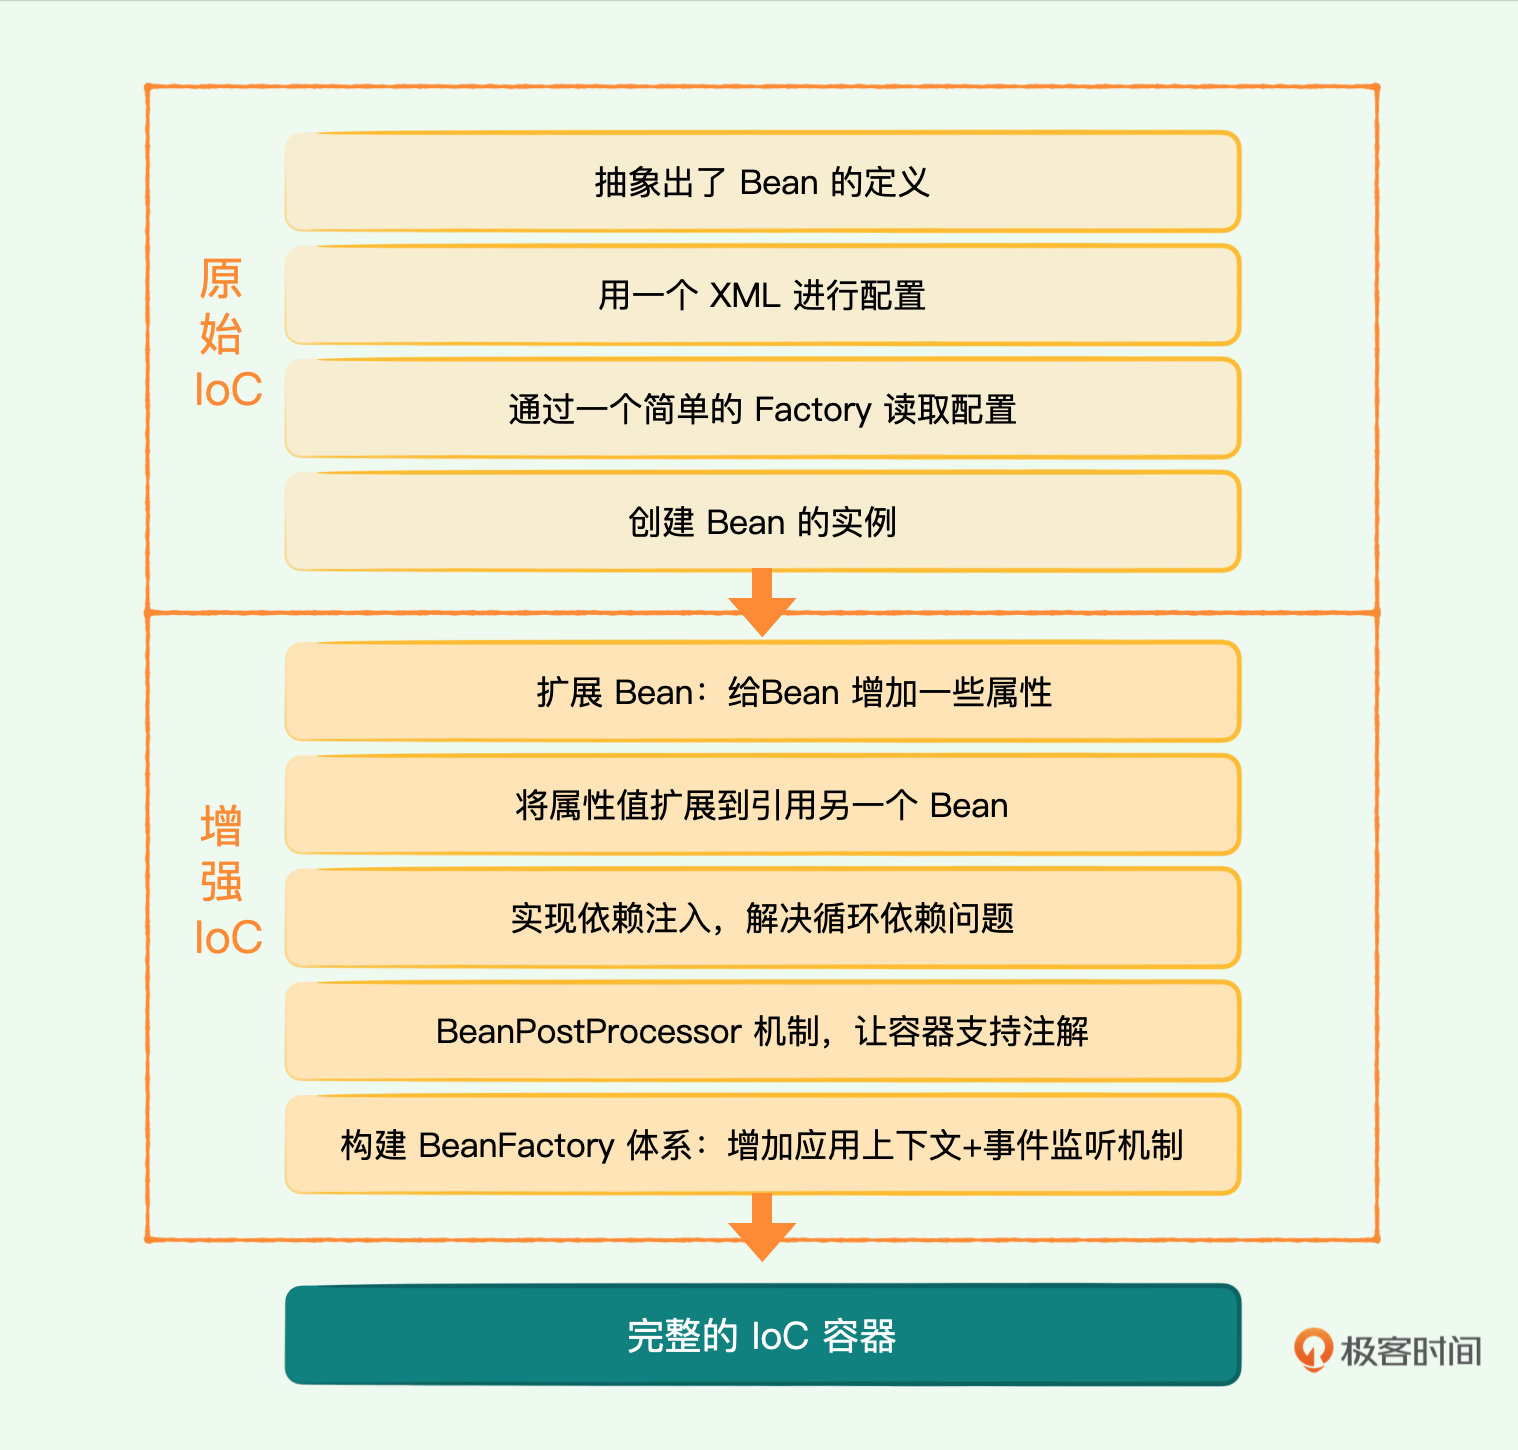 抽象出了 Bean 的定义
用一个 XML 进行配置
原
始
IoC
通过一个简单的 Factory 读取配置
创建 Bean 的实例
扩展 Bean：给Bean 增加一些属性
将属性值扩展到引用另一个 Bean
增
强
IoC
实现依赖注入，解决循环依赖问题
BeanPostProcessor 机制，让容器支持注解
构建 BeanFactory 体系：增加应用上下文+事件监听机制
完整的 IoC 容器
极客时间